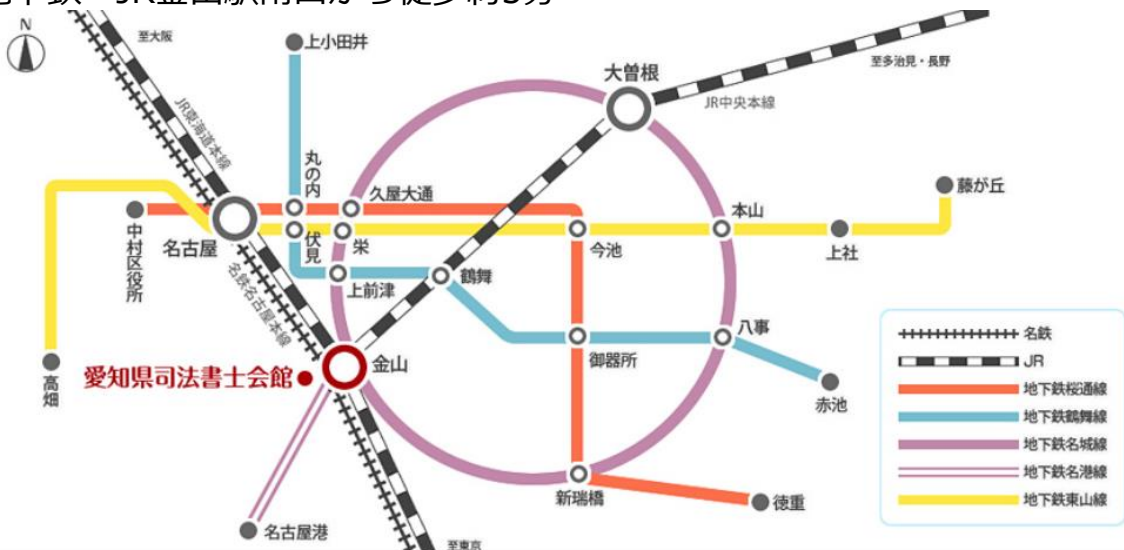 N
至大阪
上小田井
大曽根
至多治見・長野
JR中央本線
JR東海道本線
丸の内
久屋大通
本山
藤が丘
中村区役所
名古屋
伏見
栄
今池
上社
上前津
鶴舞
名鉄名古屋本線
八事
御器所
金山
愛知県司法書士会館
高畑
赤池
新瑞橋
徳重
名古屋港
至東京
名鉄
JR
地下鉄桜通線
地下鉄鶴舞線
地下鉄名城線
地下鉄名港線
地下鉄東山線